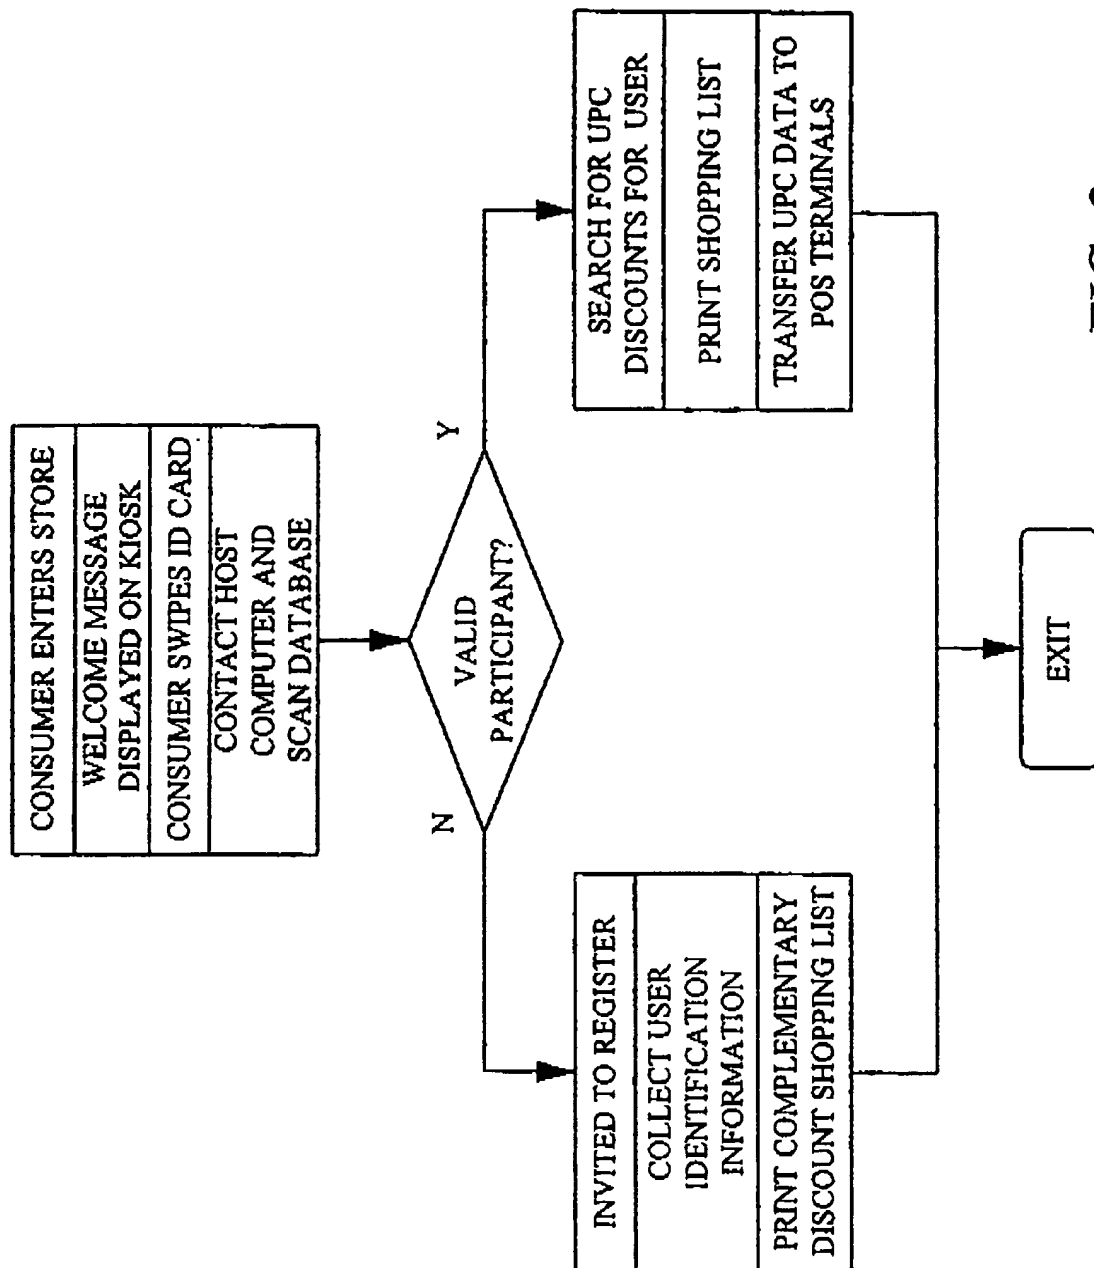 CONSUMER ENTERS STORE
WELCOME MESSAGE
DISPLAYED ON KIOSK
CONSUMER SWIPES ID CARD
CONTACT HOST
COMPUTER AND
SCAN DATABASE
VALID
PARTICIPANT?
N
Y
INVITED TO REGISTER
COLLECT USER
IDENTIFICATION
INFORMATION
PRINT COMPLEMENTARY
DISCOUNT SHOPPING LIST
SEARCH FOR UPC
DISCOUNTS FOR USER
PRINT SHOPPING LIST
TRANSFER UPC DATA TO
POS TERMINALS
EXIT